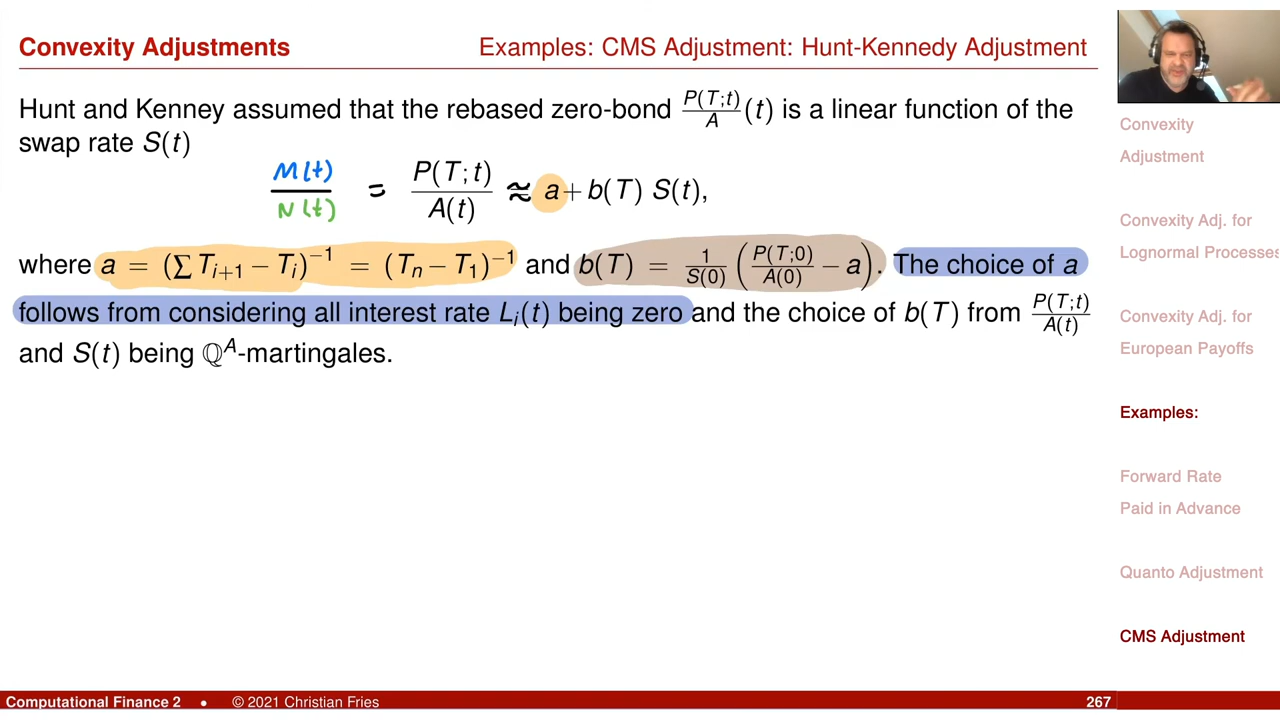 Convexity Adjustments
Examples: CMS Adjustment: Hunt-Kennedy Adjustment
Hunt and Kenney assumed that the rebased zero-bond P(T;t)/A (t) is a linear function of the
swap rate S(t)
M(t)/N(t) = P(T;t)/A(t) ≈ a + b(T) S(t),
where a = (∑ T_{i+1} − T_i)^{−1} = (T_n − T_1)^{−1} and b(T) = 1/S(0) (P(T;0)/A(0) − a). The choice of a
follows from considering all interest rate L_i(t) being zero and the choice of b(T) from P(T;t)/A(t)
and S(t) being ℚ^A-martingales.
Convexity
Adjustment
Convexity Adj. for
Lognormal Processes
Convexity Adj. for
European Payoffs
Examples:
Forward Rate
Paid in Advance
Quanto Adjustment
CMS Adjustment
Computational Finance 2 • © 2021 Christian Fries 267